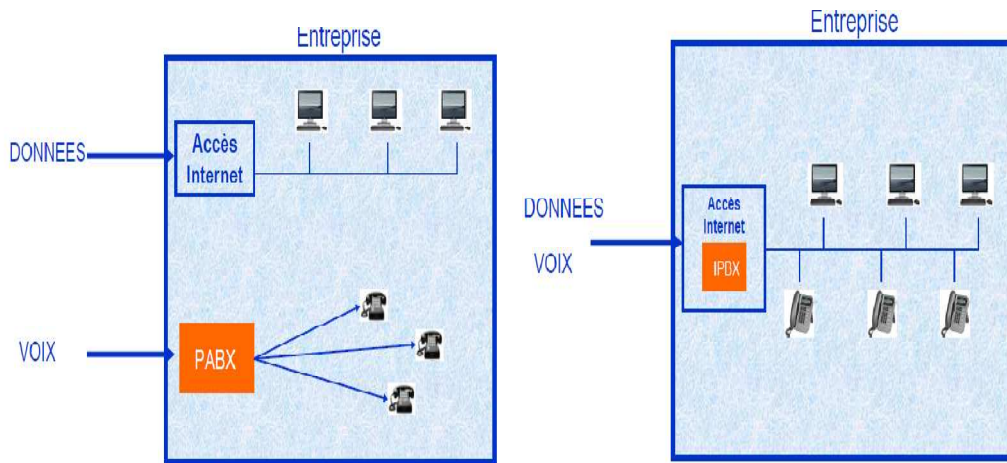 Entreprise
DONNEES
Accès
Internet
VOIX
PABX
Entreprise
DONNEES
VOIX
Accès
Internet
IPBX